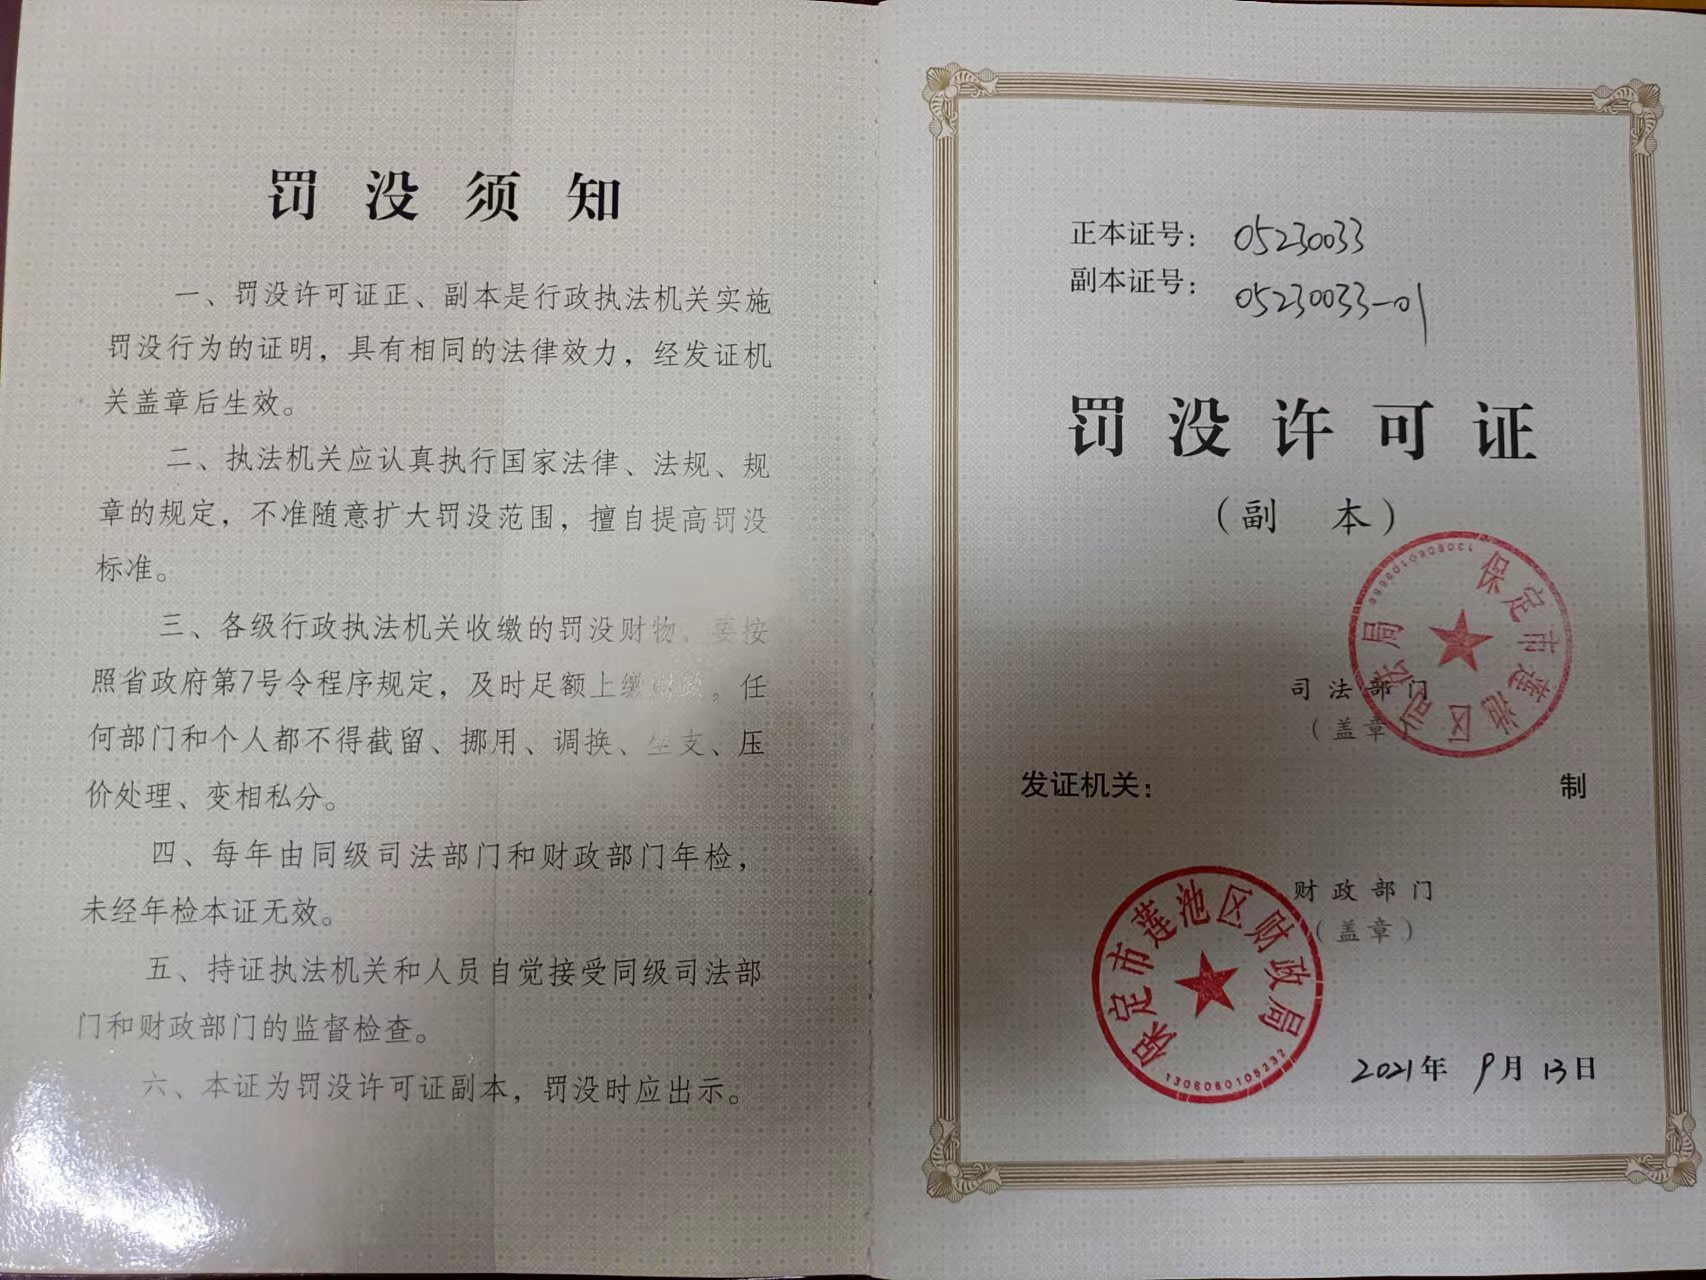 罚没须知
一、罚没许可证正、副本是行政执法机关实施
罚没行为的证明，具有相同的法律效力，经发证机
关盖章后生效。
二、执法机关应认真执行国家法律、法规、规
章的规定，不准随意扩大罚没范围，擅自提高罚没
标准。
三、各级行政执法机关收缴的罚没财物，要按
照省政府第7号令程序规定，及时足额上缴。任
何部门和个人都不得截留、挪用、调换、坐支、压
价处理、变相私分。
四、每年由同级司法部门和财政部门年检，
未经年检本证无效。
五、持证执法机关和人员自觉接受同级司法部
门和财政部门的监督检查。
六、本证为罚没许可证副本，罚没时应出示。
正本证号：05230033
副本证号：05230033-01
罚没许可证
（副 本）
保定市莲池区司法局
司法部门
（盖章）
发证机关： 制
财政部门
（盖章）
保定市莲池区财政局
1306060105232
2021年9月13日